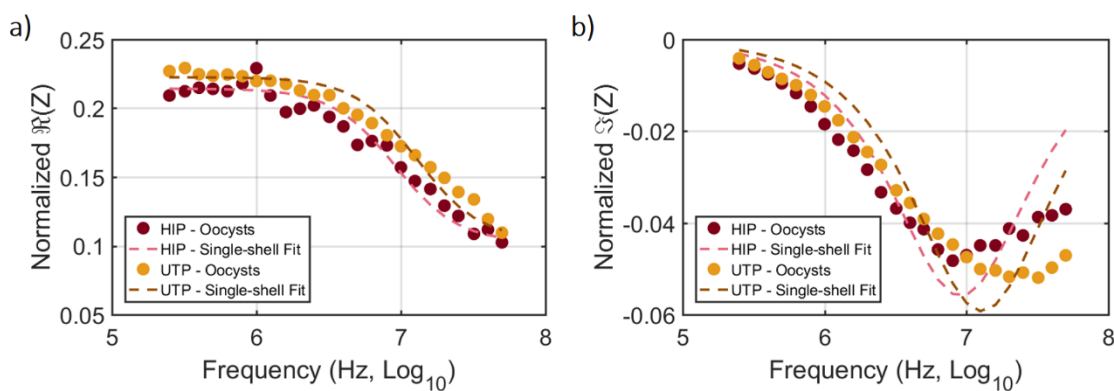 a)
0.25
0.2
0.15
0.1
0.05
Normalized ℜ(Z)
HIP - Oocysts
HIP - Single-shell Fit
UTP - Oocysts
UTP - Single-shell Fit
5
6
7
8
Frequency (Hz, Log10)
b)
0
-0.02
-0.04
-0.06
Normalized ℑ(Z)
HIP - Oocysts
HIP - Single-shell Fit
UTP - Oocysts
UTP - Single-shell Fit
5
6
7
8
Frequency (Hz, Log10)